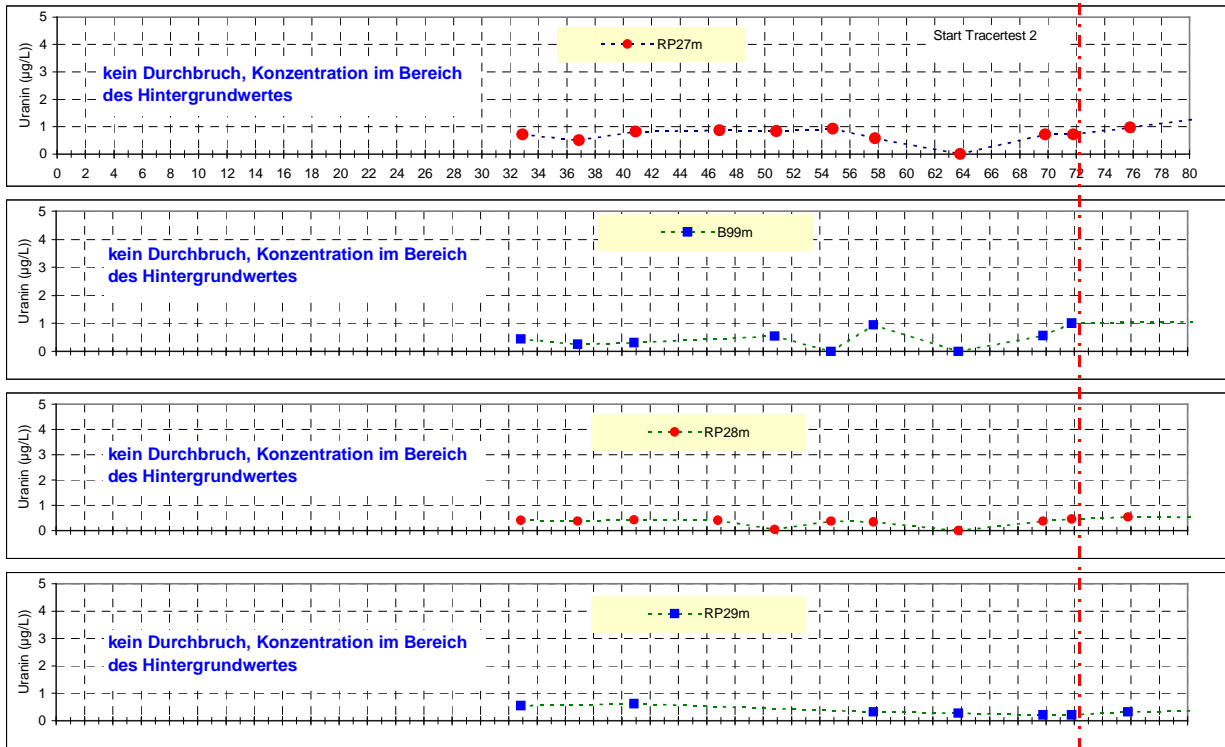 Uranin (µg/L))
5
4
3
2
1
0
RP27m
Start Tracertest 2
kein Durchbruch, Konzentration im Bereich
des Hintergrundwertes
0 2 4 6 8 10 12 14 16 18 20 22 24 26 28 30 32 34 36 38 40 42 44 46 48 50 52 54 56 58 60 62 64 66 68 70 72 74 76 78 80
Uranin (µg/L))
5
4
3
2
1
0
B99m
kein Durchbruch, Konzentration im Bereich
des Hintergrundwertes
Uranin (µg/L))
5
4
3
2
1
0
RP28m
kein Durchbruch, Konzentration im Bereich
des Hintergrundwertes
Uranin (µg/L))
5
4
3
2
1
0
RP29m
kein Durchbruch, Konzentration im Bereich
des Hintergrundwertes